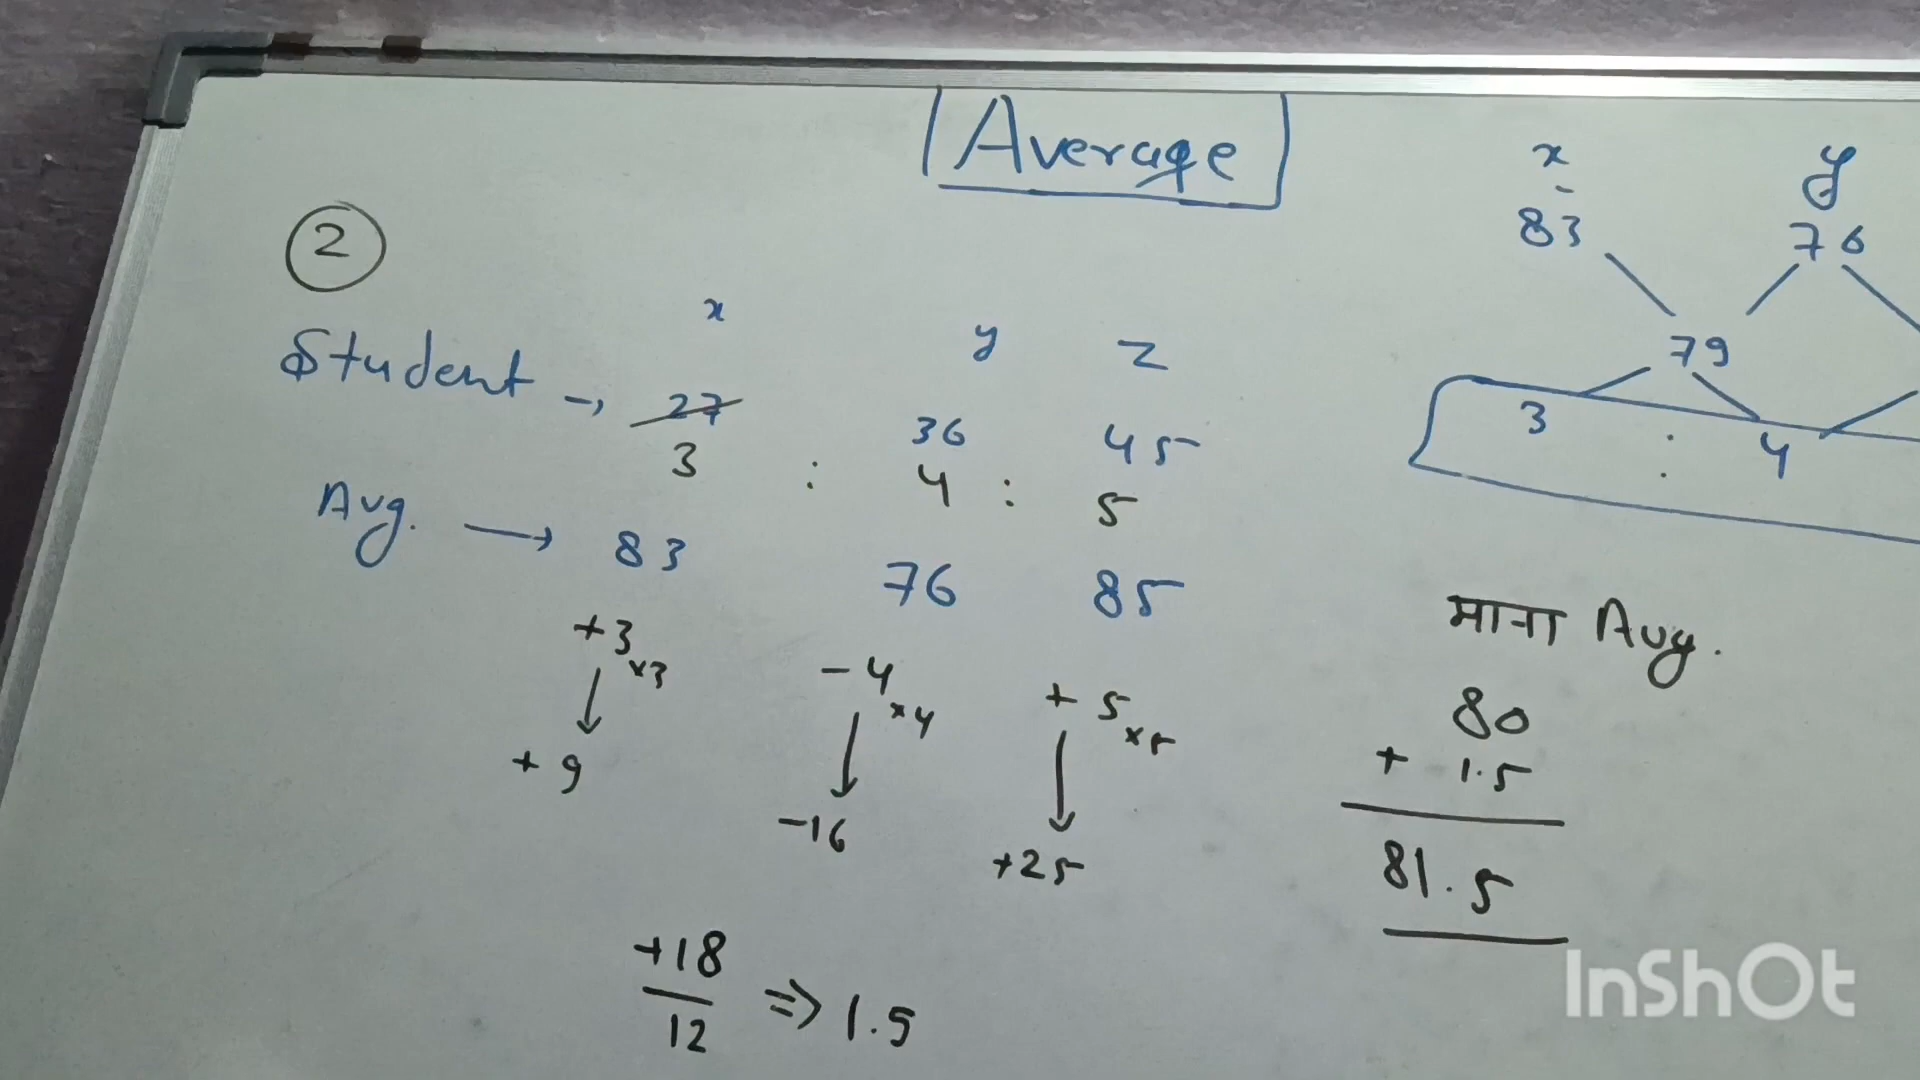 Average
x y
83 76
79
3 : 4
2
x y z
Student → 27 36 45
3 : 4 : 5
Avg. → 83 76 85
+3 ×3 -4 ×4 +5 ×5
+9 -16 +25
+18
12
⇒ 1.5
माना Avg.
80
+ 1.5
81.5
InShOt